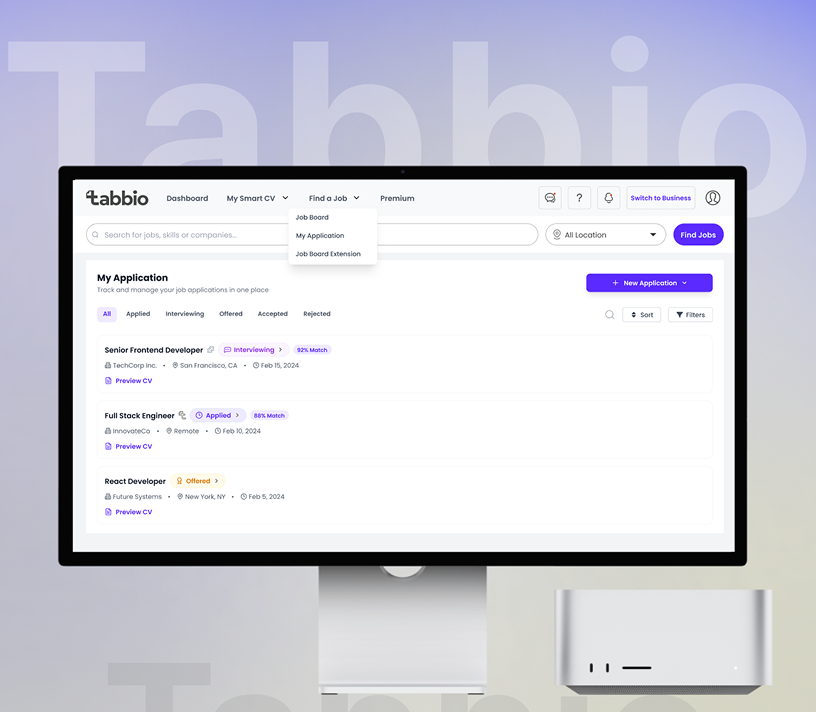 Tabbio
tabbio
Dashboard
My Smart CV
Find a Job
Premium
?
Switch to Business
Job Board
My Application
Job Board Extension
Search for jobs, skills or companies...
All Location
Find Jobs
My Application
Track and manage your job applications in one place
+ New Application
All
Applied
Interviewing
Offered
Accepted
Rejected
Sort
Filters
Senior Frontend Developer
Interviewing >
92% Match
TechCorp Inc. • San Francisco, CA • Feb 15, 2024
Preview CV
Full Stack Engineer
Applied >
88% Match
InnovateCo • Remote • Feb 10, 2024
Preview CV
React Developer
Offered >
Future Systems • New York, NY • Feb 5, 2024
Preview CV
Tabbio